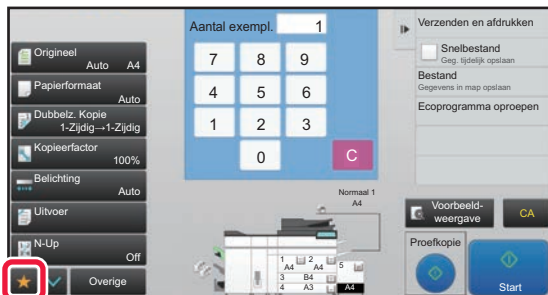 Origineel
Auto A4
Papierformaat
Auto
Dubbelz. Kopie
1-Zijdig→1-Zijdig
Kopieerfactor
100%
Belichting
Auto
Uitvoer
N-Up
Off
Overige
Aantal exempl. 1
7 8 9
4 5 6
1 2 3
0 C
Normaal 1
A4
1 A4 2 A4 5
3 B4
4 A3 A4
Verzenden en afdrukken
Snelbestand
Geg. tijdelijk opslaan
Bestand
Gegevens in map opslaan
Ecoprogramma oproepen
Voorbeeld-
weergave
CA
Proefkopie
Start